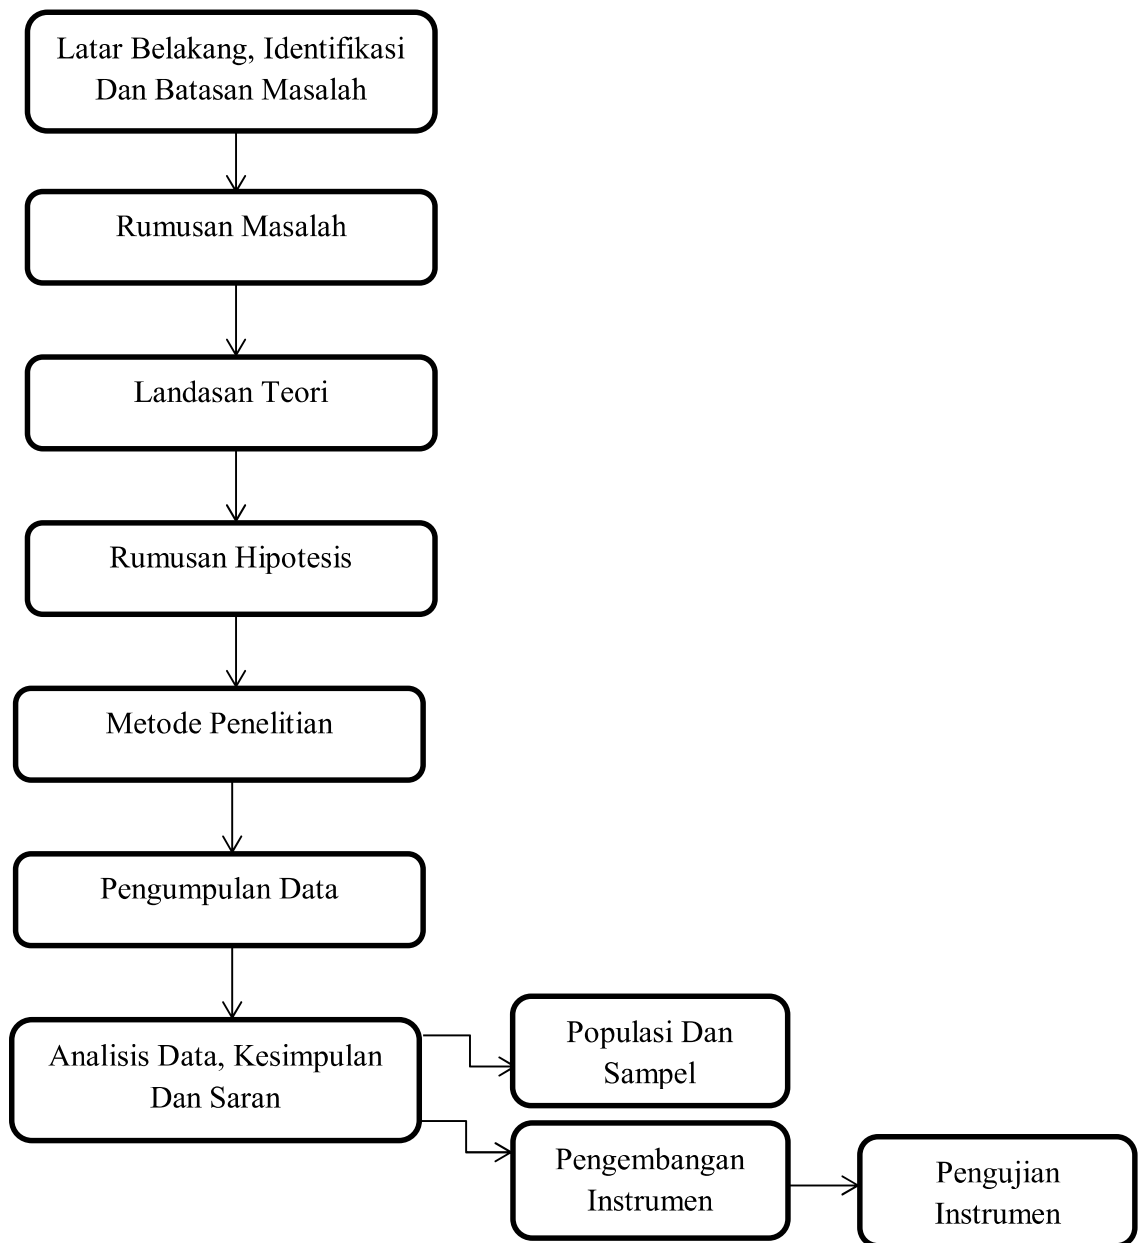 Latar Belakang, Identifikasi
Dan Batasan Masalah
Rumusan Masalah
Landasan Teori
Rumusan Hipotesis
Metode Penelitian
Pengumpulan Data
Analisis Data, Kesimpulan
Dan Saran
Populasi Dan
Sampel
Pengembangan
Instrumen
Pengujian
Instrumen